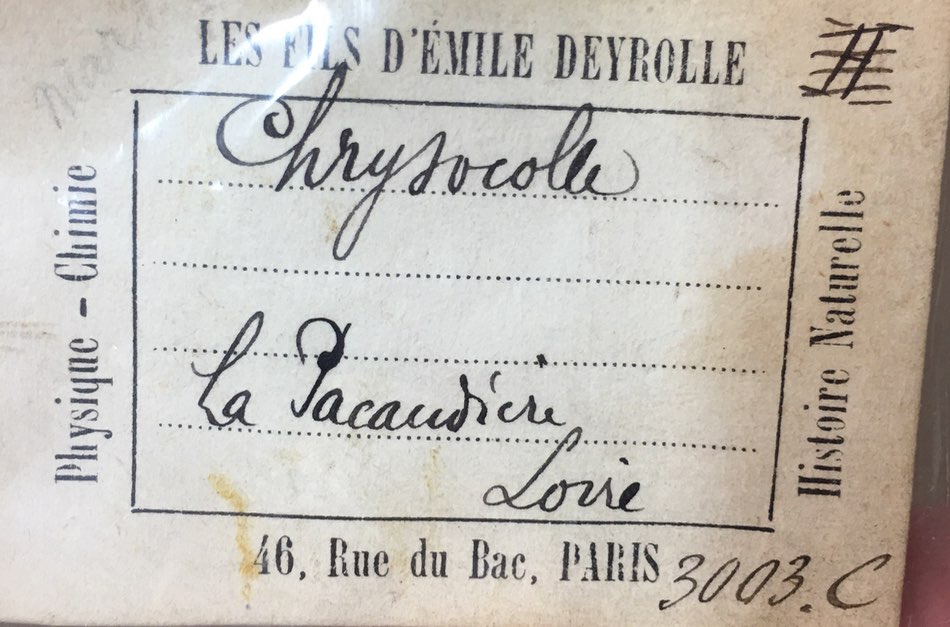 LES FILS D'ÉMILE DEYROLLE
Physique - Chimie
Chrysocolle
La Pacaudière
Loire
Histoire Naturelle
46, Rue du Bac, PARIS
3003.C